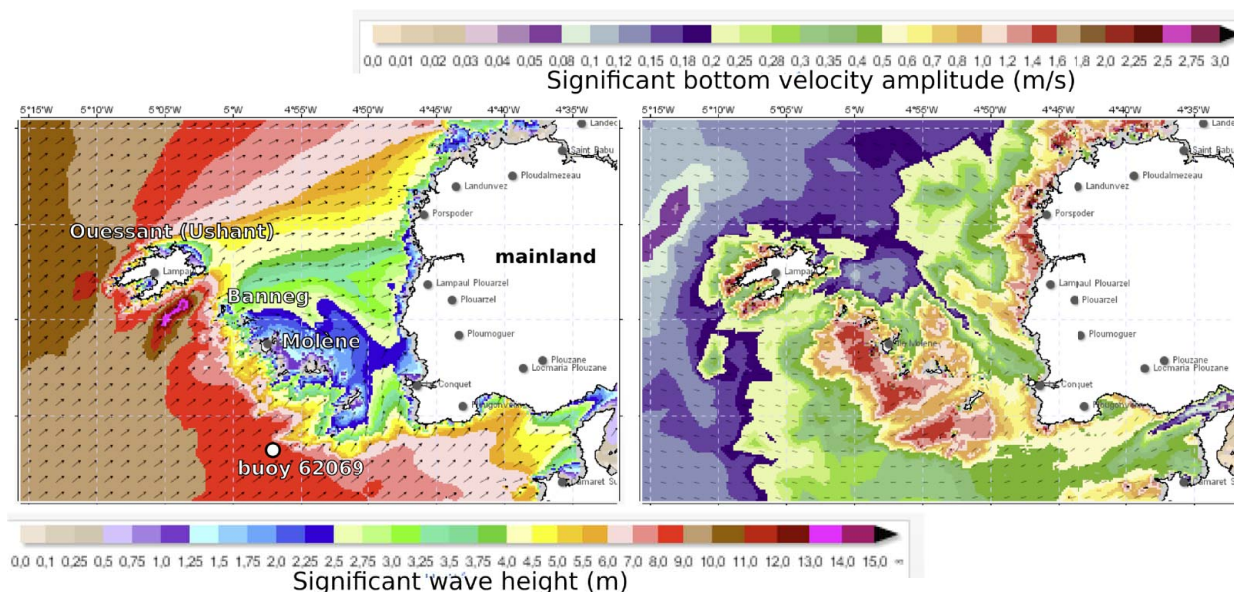 0,0 0,01 0,02 0,03 0,04 0,05 0,08 0,1 0,12 0,15 0,18 0,2 0,25 0,28 0,3 0,35 0,4 0,5 0,6 0,7 0,8 1,0 1,2 1,4 1,6 1,8 2,0 2,25 2,5 2,75 3,0
Significant bottom velocity amplitude (m/s)
5°15'W 5°10'W 5°05'W 5°W 4°55'W 4°50'W 4°45'W 4°40'W 4°35'W
5°15'W 5°10'W 5°05'W 5°W 4°55'W 4°50'W 4°45'W 4°40'W 4°35'W
Saint Babu
Ploudalmezeau
Landunvez
Porspoder
Ouessant (Ushant)
mainland
Lampaul Plouarzel
Banneg
Plouarzel
Molène
Ploumoguer
Plouzane
Locmaria Plouzane
Conquet
buoy 62069
Saint Babu
Ploudalmezeau
Landunvez
Porspoder
Lampaul Plouarzel
Plouarzel
Molène
Ploumoguer
Plouzane
Locmaria Plouzane
Conquet
Plougonvelin
0,0 0,1 0,25 0,5 0,75 1,0 1,25 1,5 1,75 2,0 2,25 2,5 2,75 3,0 3,25 3,5 3,75 4,0 4,5 5,0 5,5 6,0 7,0 8,0 9,0 10,0 11,0 12,0 13,0 14,0 15,0 ∞
Significant wave height (m)